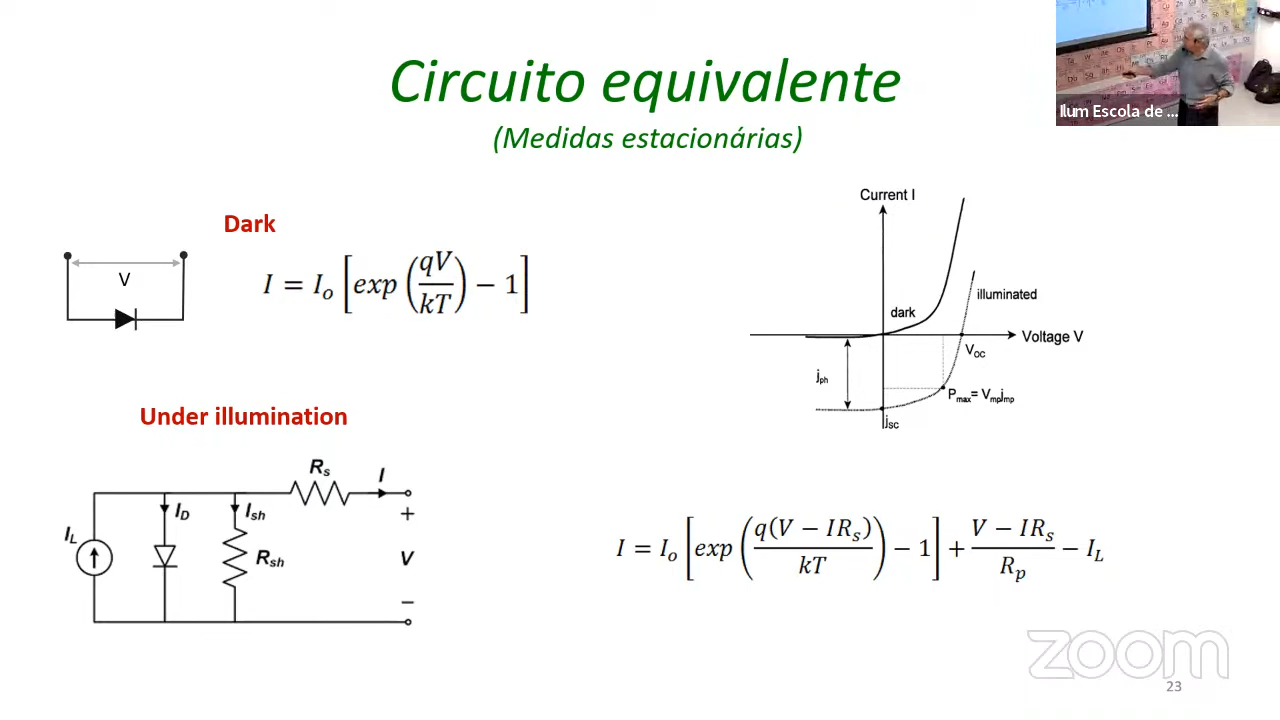 Circuito equivalente
(Medidas estacionárias)
Ilum Escola de ...
Dark
V
I = I_o [exp(qV/kT) − 1]
Current I
illuminated
dark
Voltage V
V_oc
j_ph
P_max= V_mp j_mp
j_sc
Under illumination
R_s
I
I_D
I_sh
I_L
R_sh
+
V
−
I = I_o [exp(q(V − IR_s)/kT) − 1] + (V − IR_s)/R_p − I_L
zoom
23